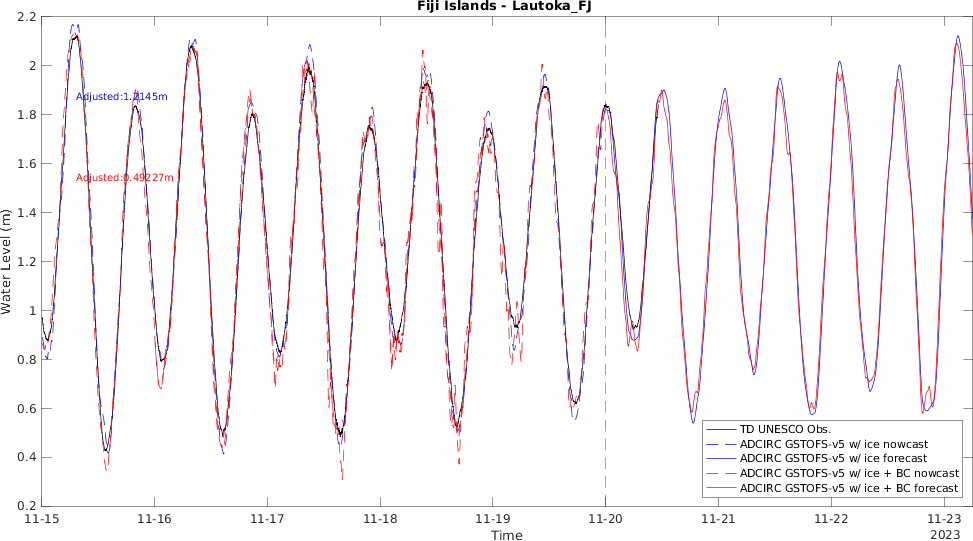 Fiji Islands - Lautoka_FJ
2.2
2
1.8
1.6
1.4
1.2
1
0.8
0.6
0.4
0.2
Water Level (m)
Adjusted:1.2145m
Adjusted:0.49227m
TD UNESCO Obs.
ADCIRC GSTOFS-v5 w/ ice nowcast
ADCIRC GSTOFS-v5 w/ ice forecast
ADCIRC GSTOFS-v5 w/ ice + BC nowcast
ADCIRC GSTOFS-v5 w/ ice + BC forecast
11-15 11-16 11-17 11-18 11-19 11-20 11-21 11-22 11-23
Time 2023